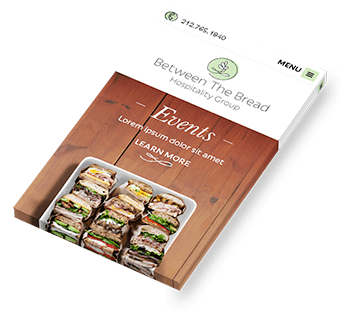 212.765.1840
MENU
Between The Bread
Hospitality Group
Events
Lorem ipsum dolor sit amet
LEARN MORE